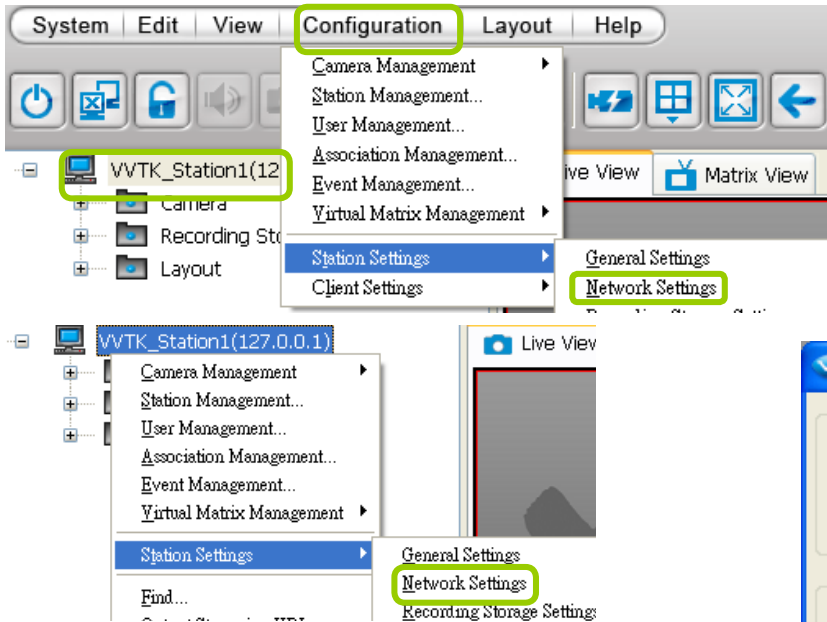 System Edit View Configuration Layout Help
Camera Management
Station Management...
User Management...
Association Management...
Event Management...
Virtual Matrix Management
Station Settings
Client Settings
General Settings
Network Settings
VVTK_Station1(12
Camera
Recording Sto
Layout
ive View
Matrix View
VVTK_Station1(127.0.0.1)
Live View
Camera Management
Station Management...
User Management...
Association Management...
Event Management...
Virtual Matrix Management
Station Settings
Find...
General Settings
Network Settings
Recording Storage Settings